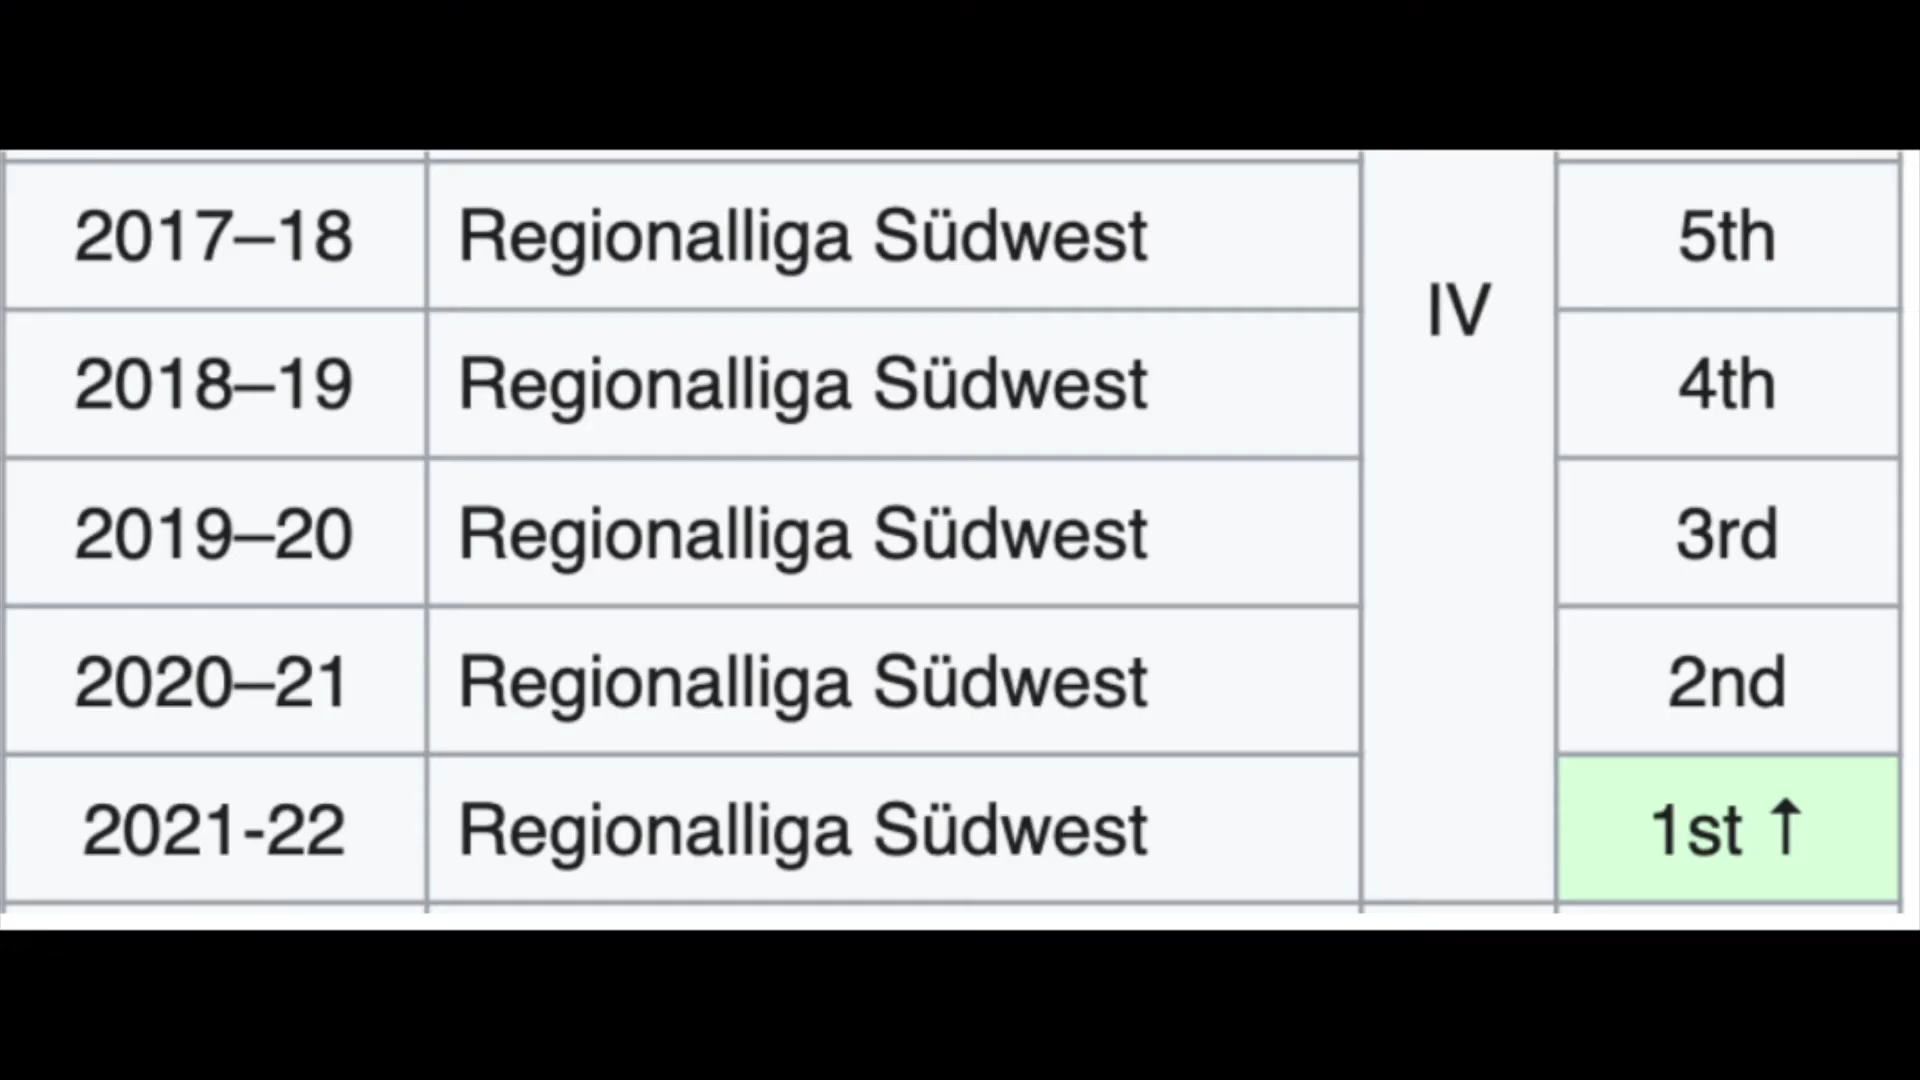 2017–18 Regionalliga Südwest 5th
IV
2018–19 Regionalliga Südwest 4th
2019–20 Regionalliga Südwest 3rd
2020–21 Regionalliga Südwest 2nd
2021-22 Regionalliga Südwest 1st ↑